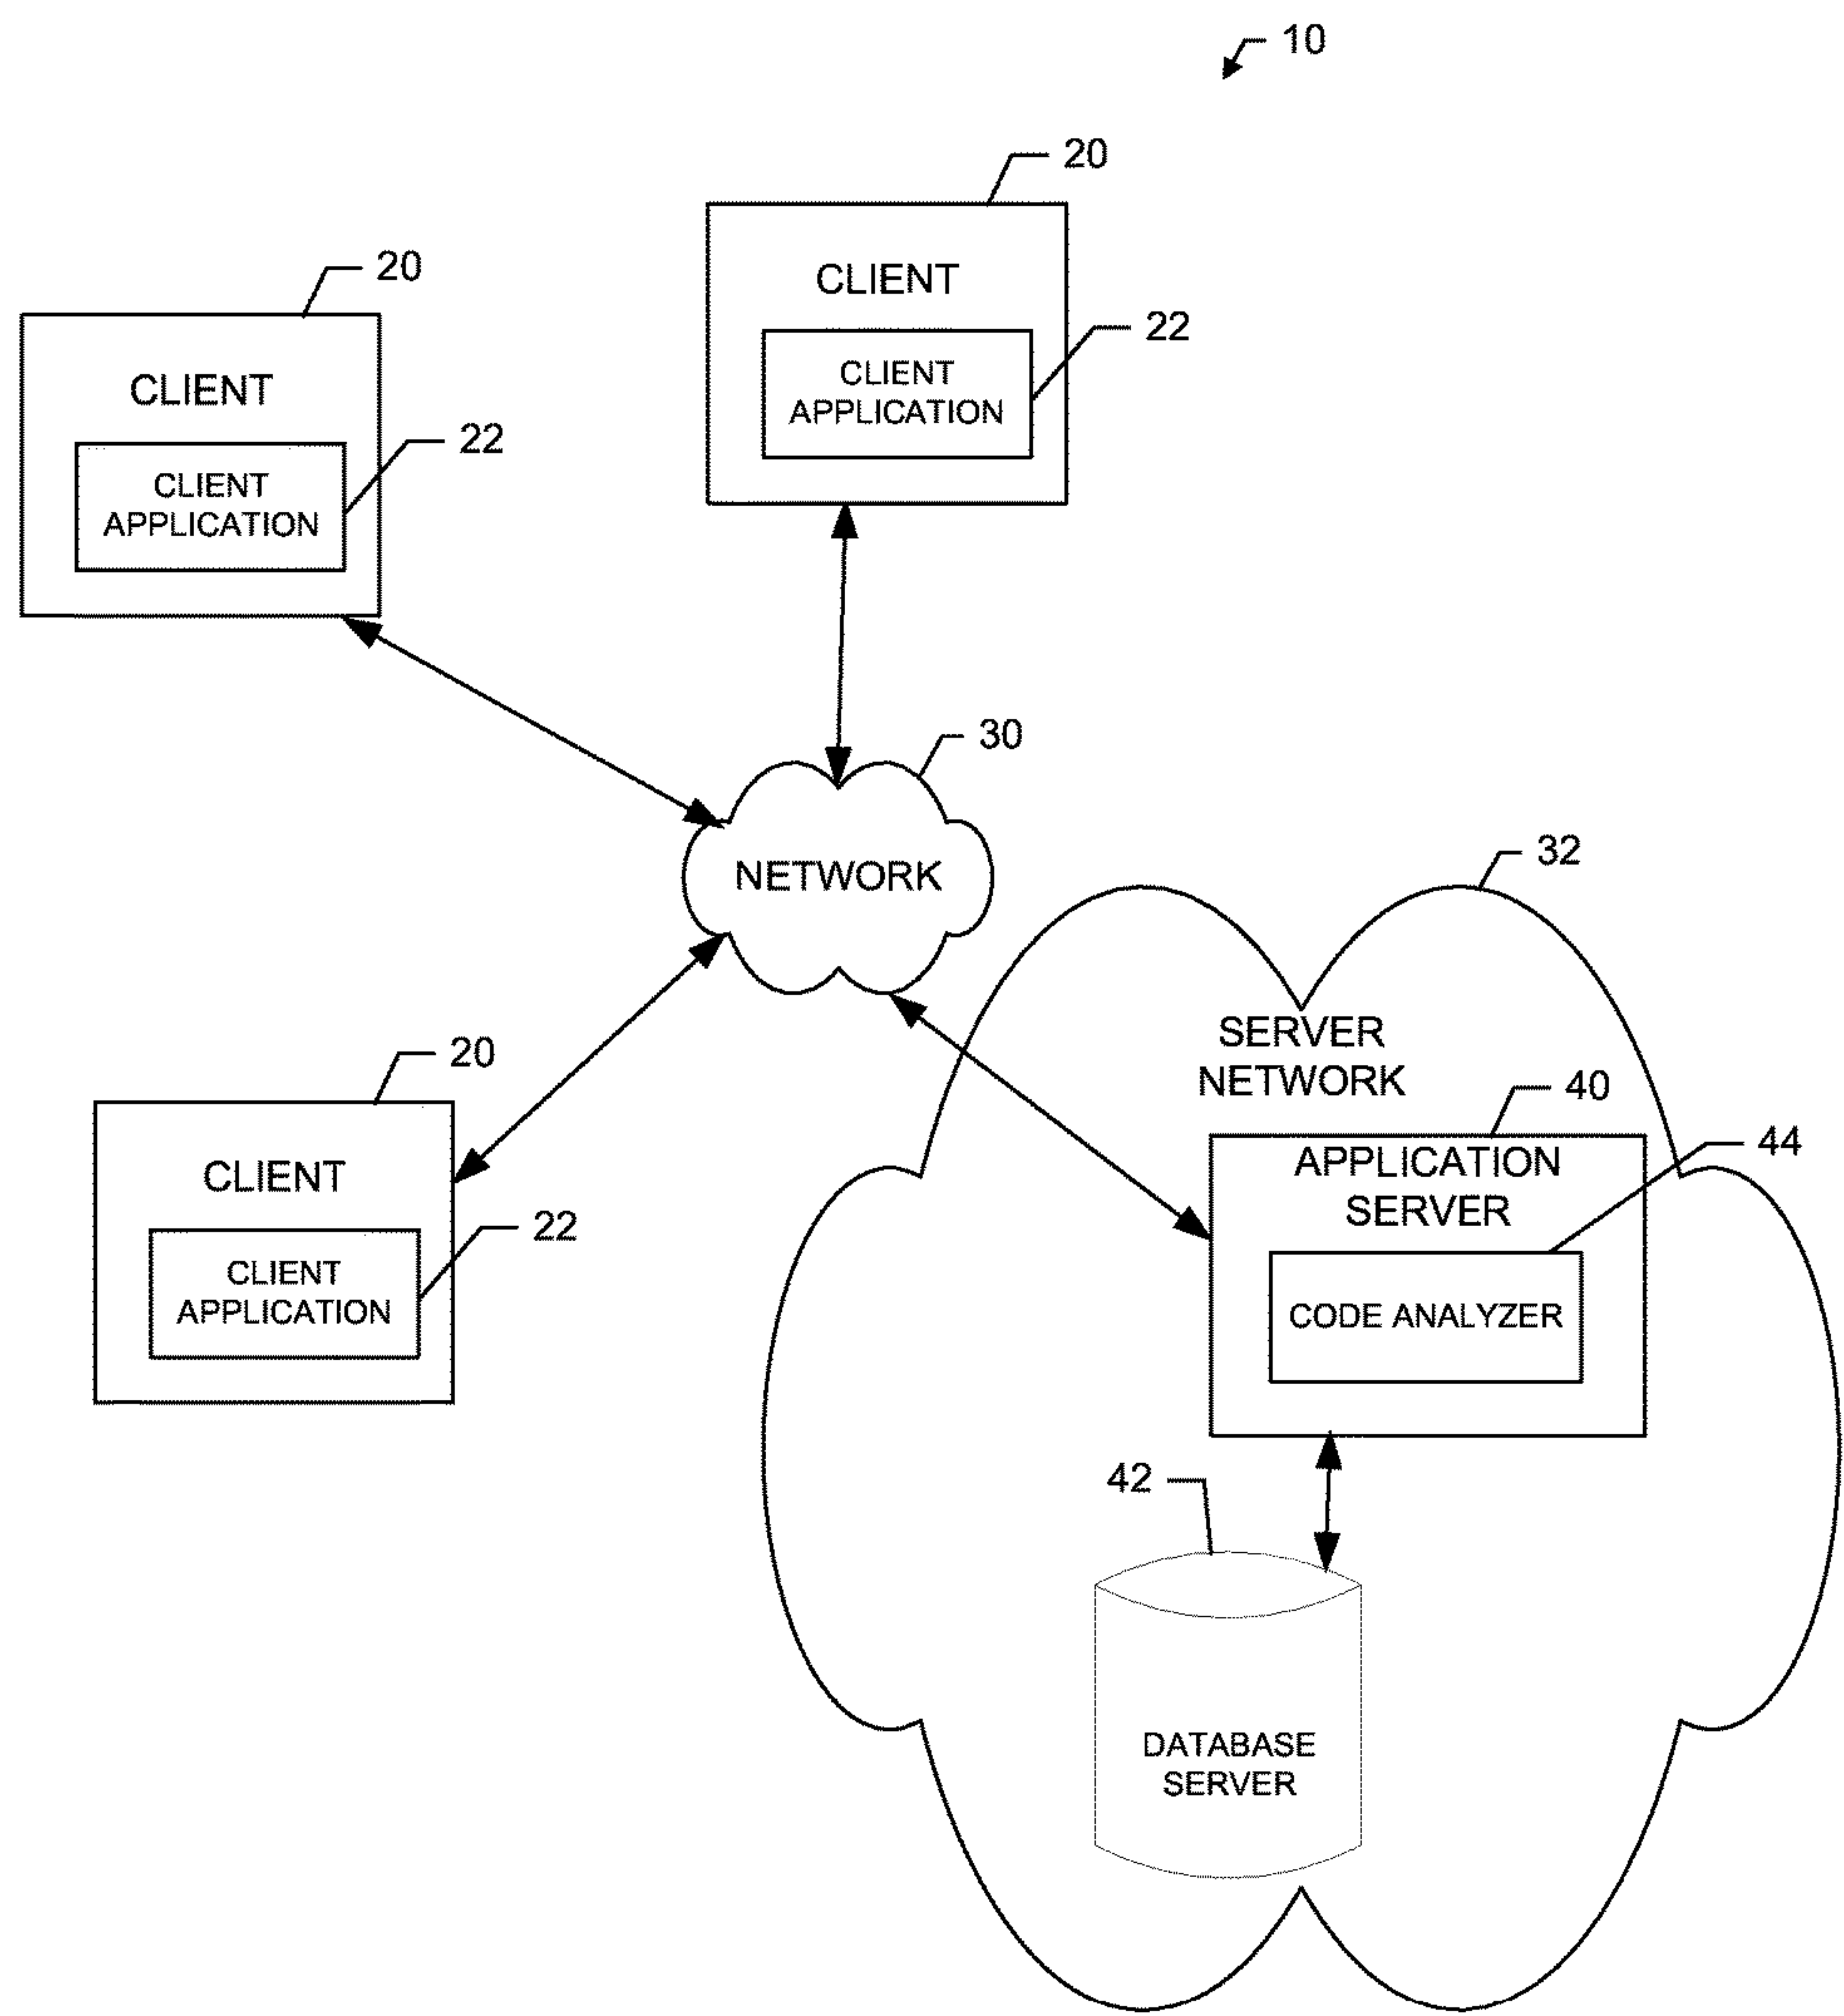 10
20
CLIENT
22
CLIENT
APPLICATION
20
CLIENT
22
CLIENT
APPLICATION
30
NETWORK
32
SERVER
NETWORK
20
CLIENT
22
CLIENT
APPLICATION
40
APPLICATION
SERVER
44
CODE ANALYZER
42
DATABASE
SERVER